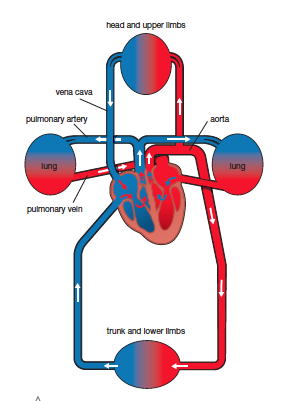 head and upper limbs
vena cava
pulmonary artery
aorta
lung
lung
pulmonary vein
trunk and lower limbs